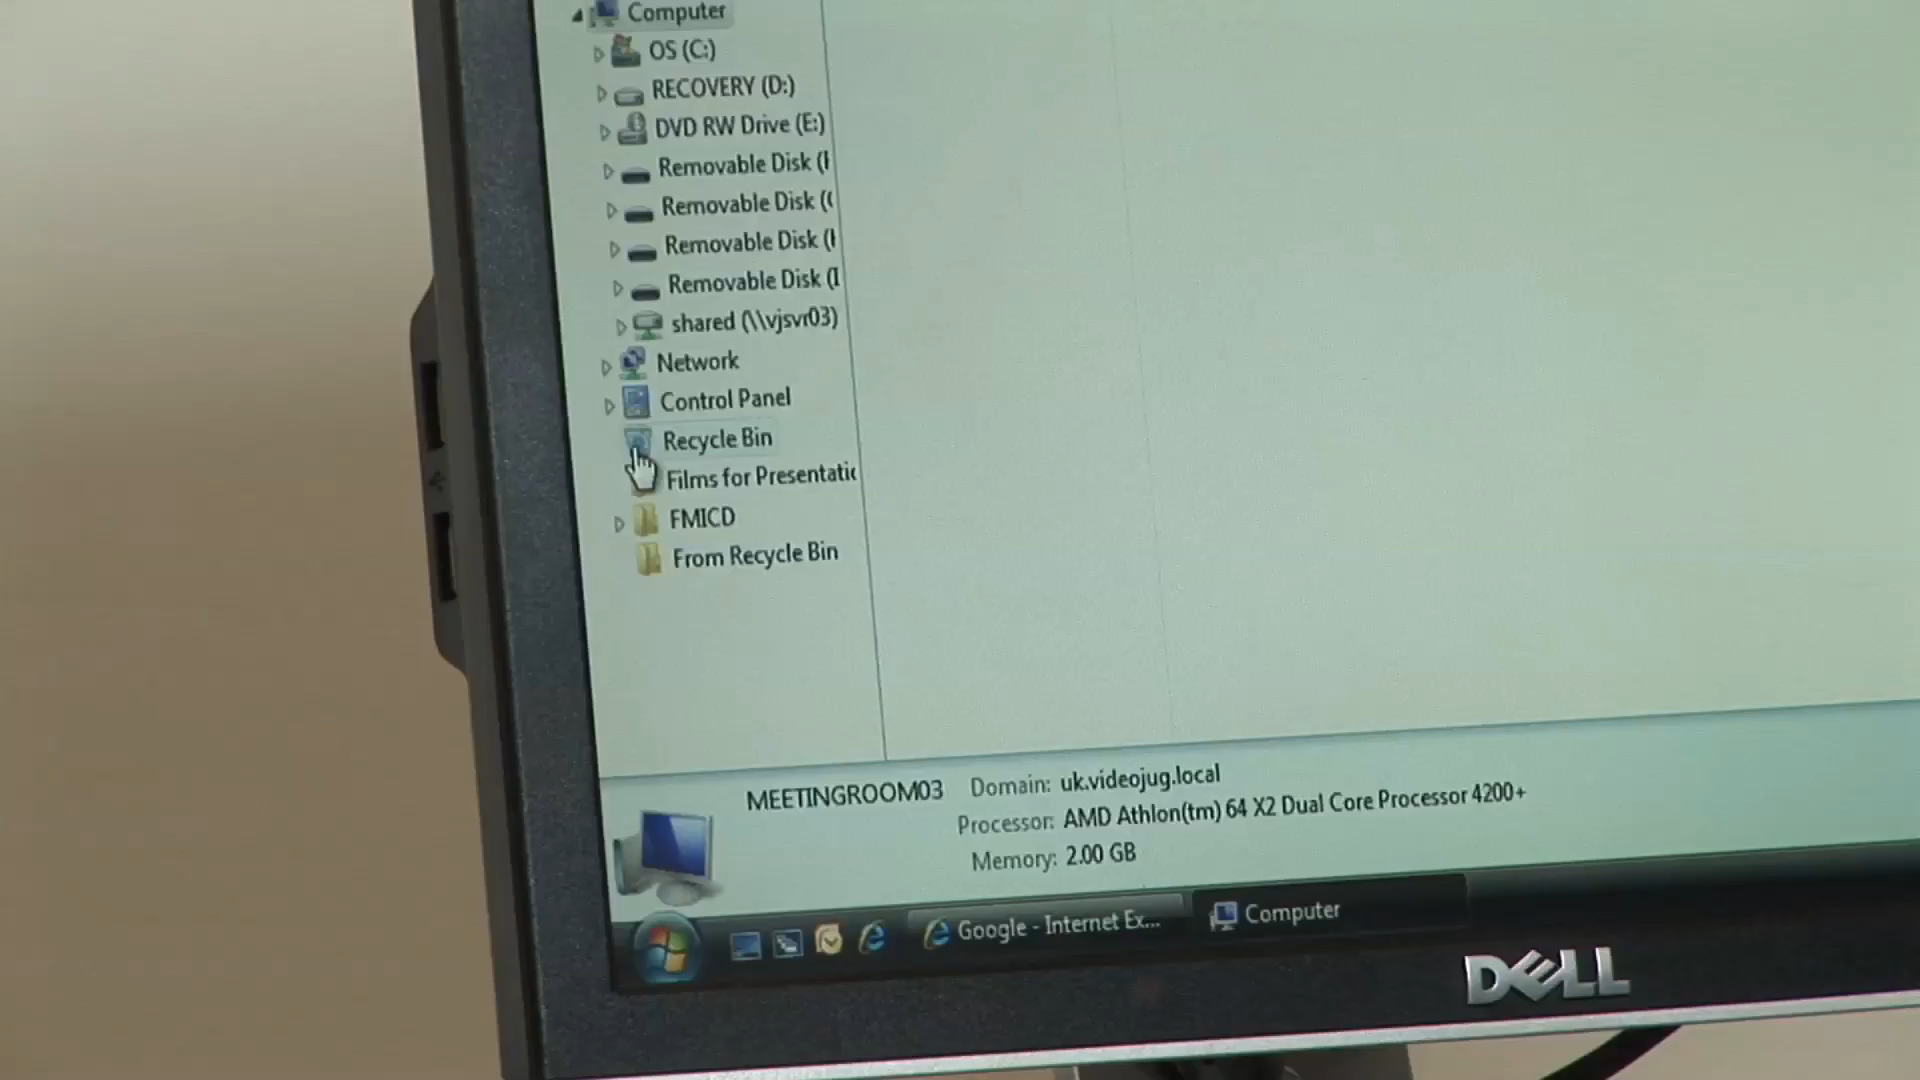 Computer
OS (C:)
RECOVERY (D:)
DVD RW Drive (E:)
Removable Disk (
Removable Disk (
Removable Disk (
Removable Disk (
shared (\\vjsvr03)
Network
Control Panel
Recycle Bin
Films for Presentatic
FMICD
From Recycle Bin
MEETINGROOM03 Domain: uk.videojug.local
Processor: AMD Athlon(tm) 64 X2 Dual Core Processor 4200+
Memory: 2.00 GB
Google - Internet Ex... Computer
DELL